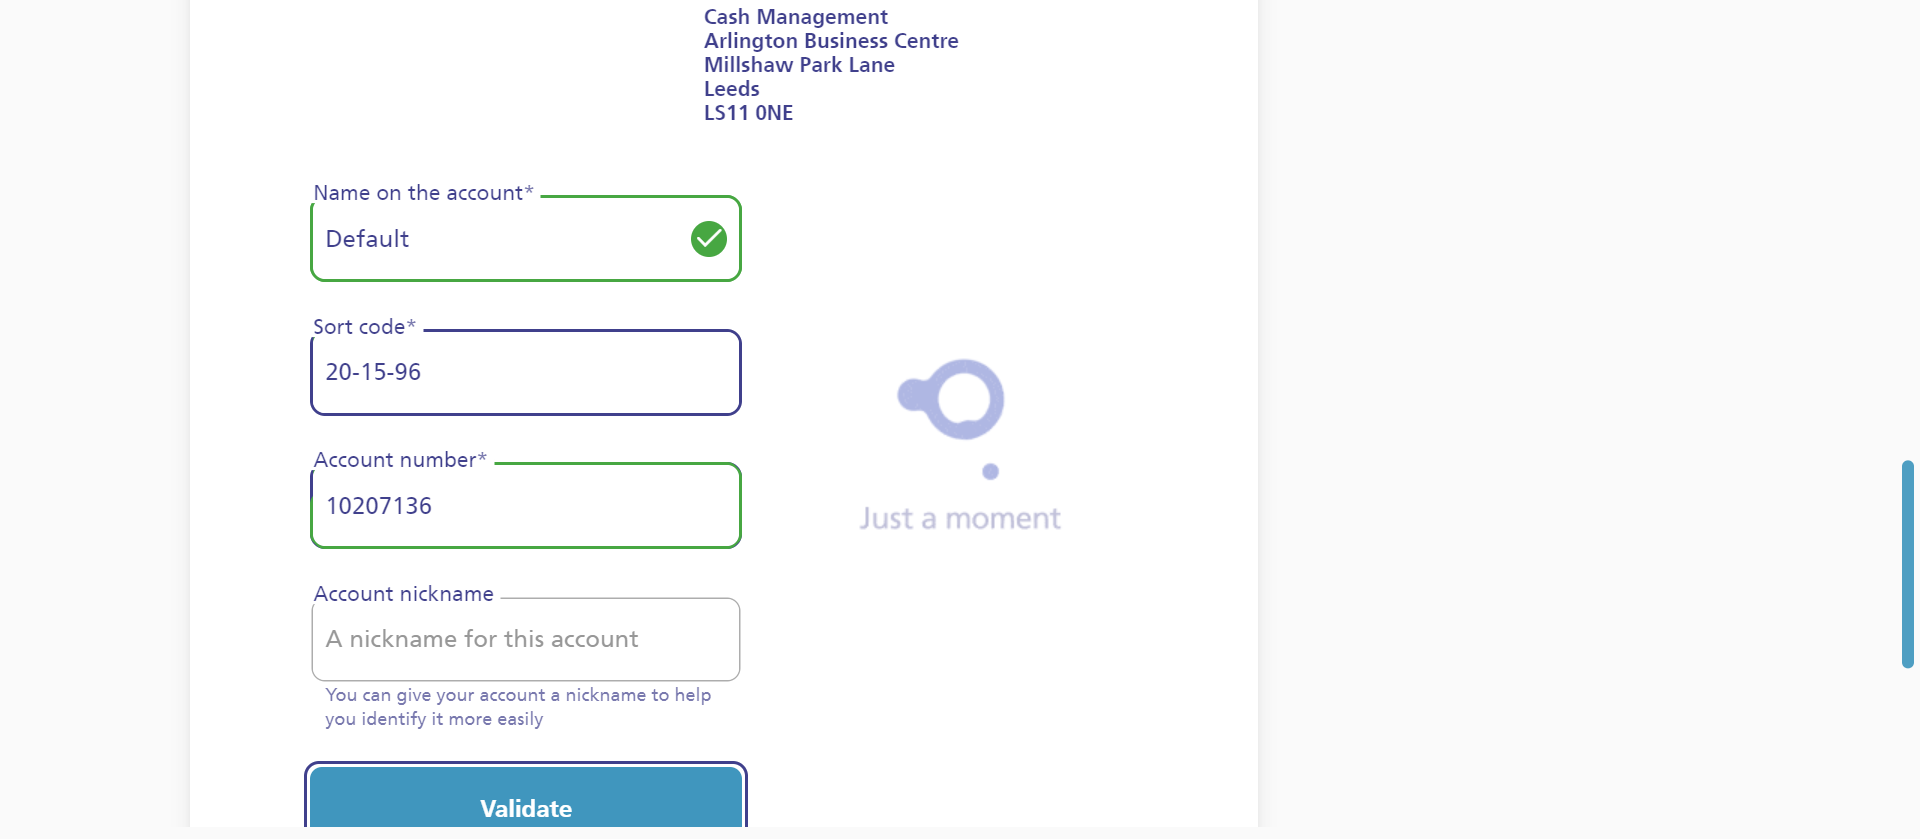 Cash Management
Arlington Business Centre
Millshaw Park Lane
Leeds
LS11 0NE
Name on the account*
Default
Sort code*
20-15-96
Account number*
10207136
Just a moment
Account nickname
A nickname for this account
You can give your account a nickname to help
you identify it more easily
Validate